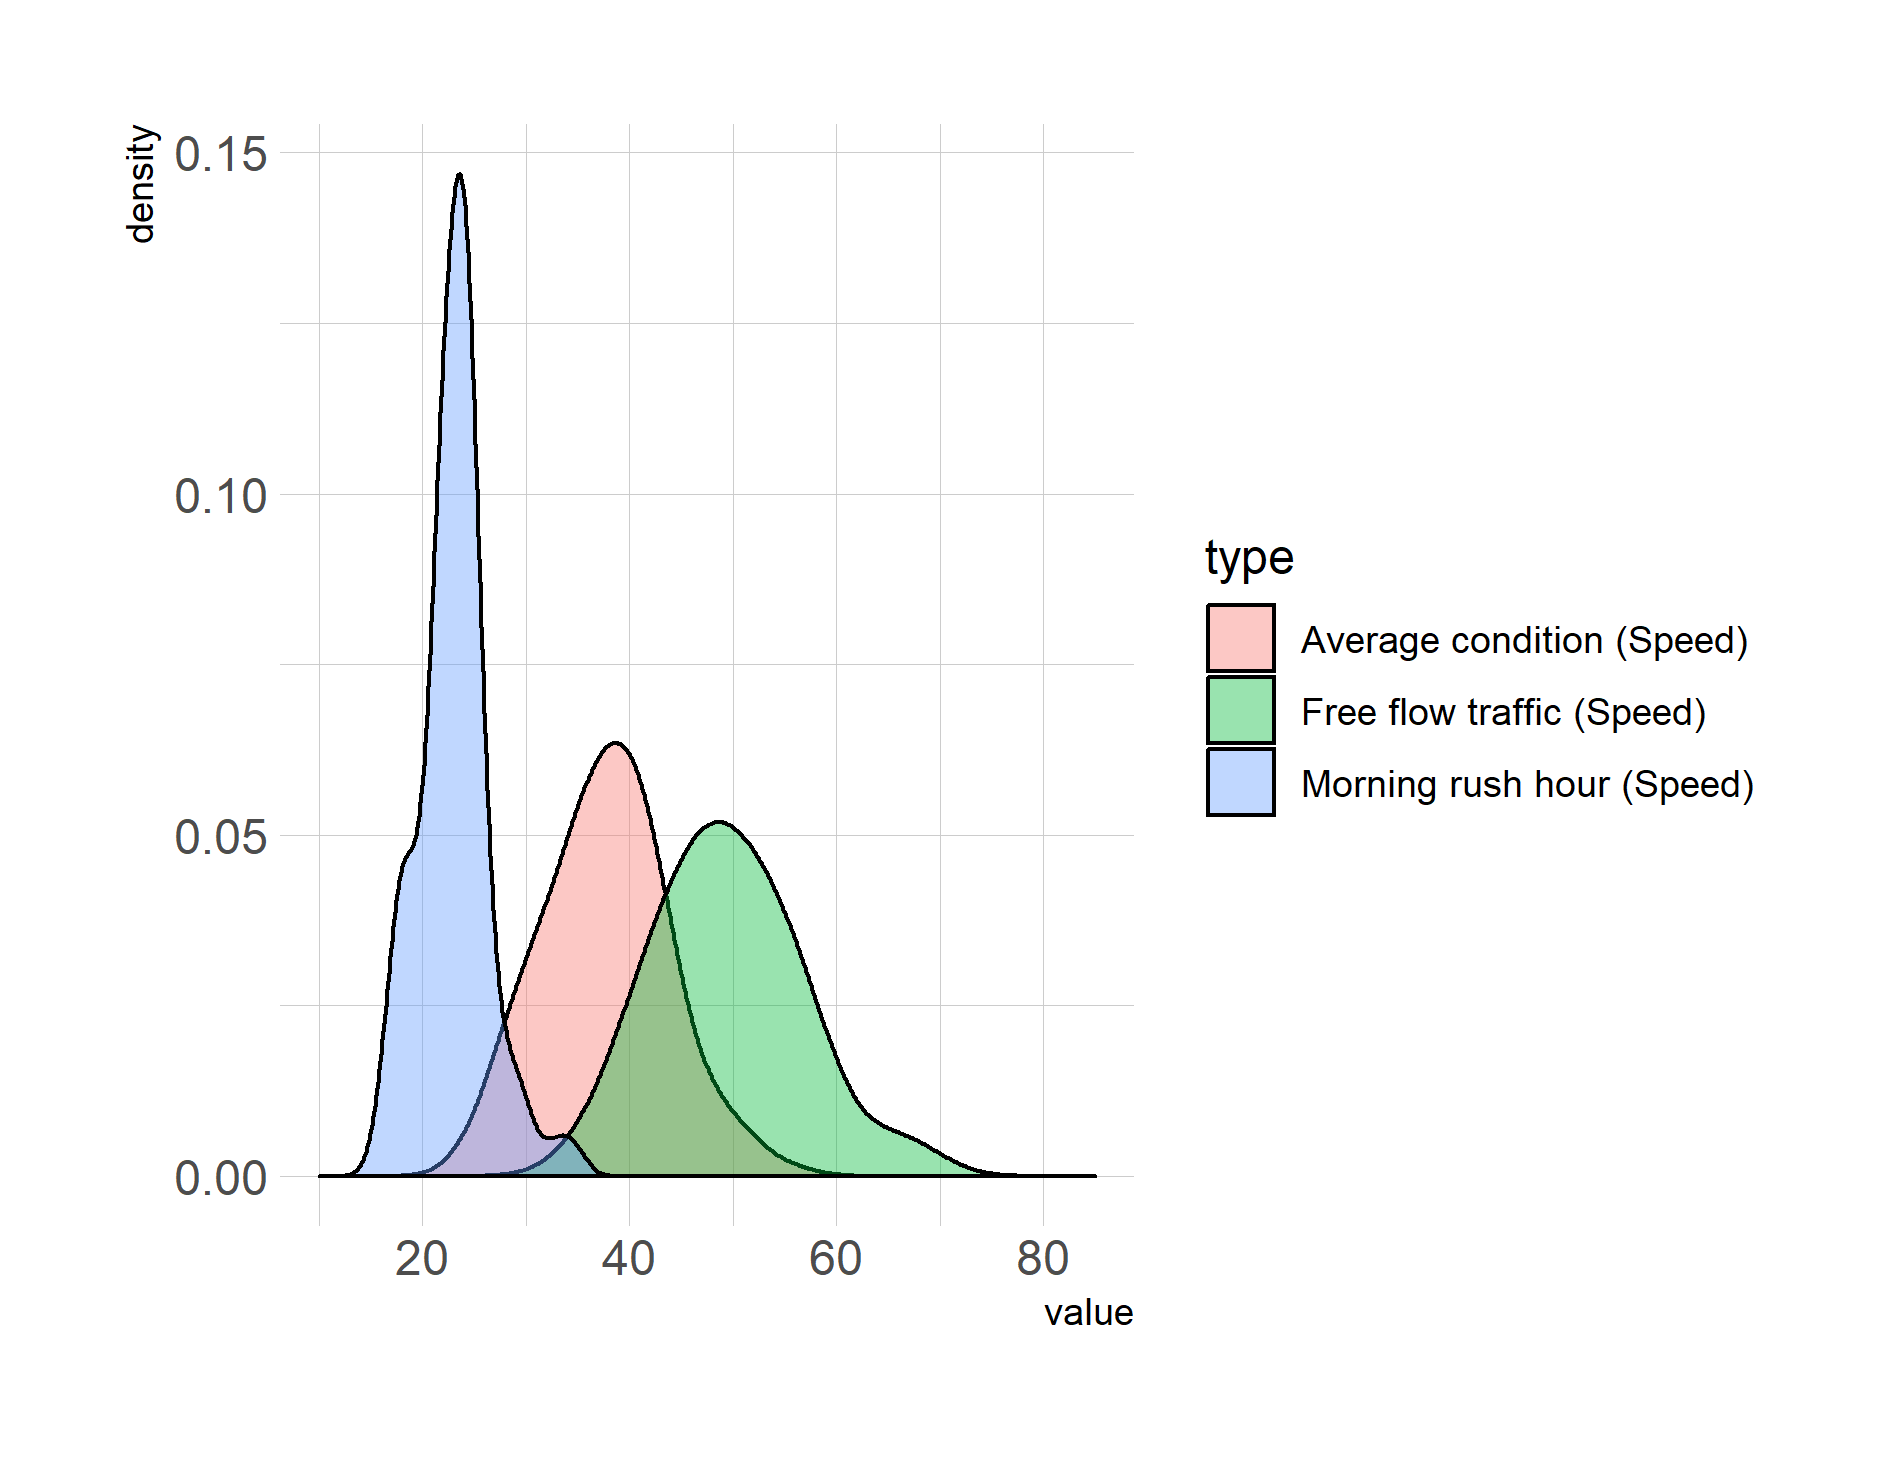 density
0.15
0.10
0.05
0.00
20 40 60 80
value
type
Average condition (Speed)
Free flow traffic (Speed)
Morning rush hour (Speed)